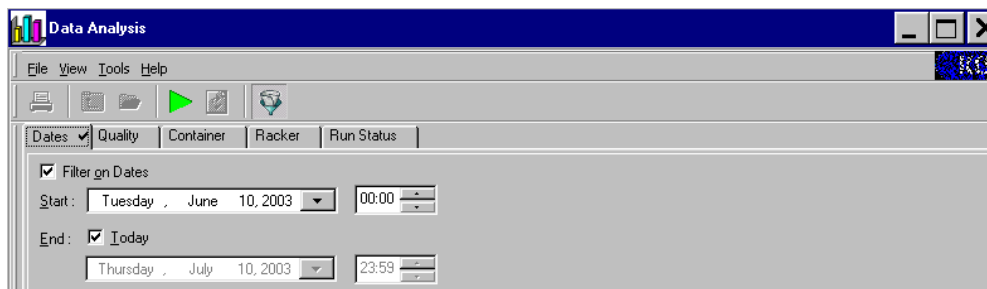 Data Analysis
File View Tools Help
Dates Quality Container Racker Run Status
Filter on Dates
Start : Tuesday , June 10, 2003 00:00
End : Today
Thursday , July 10, 2003 23:59